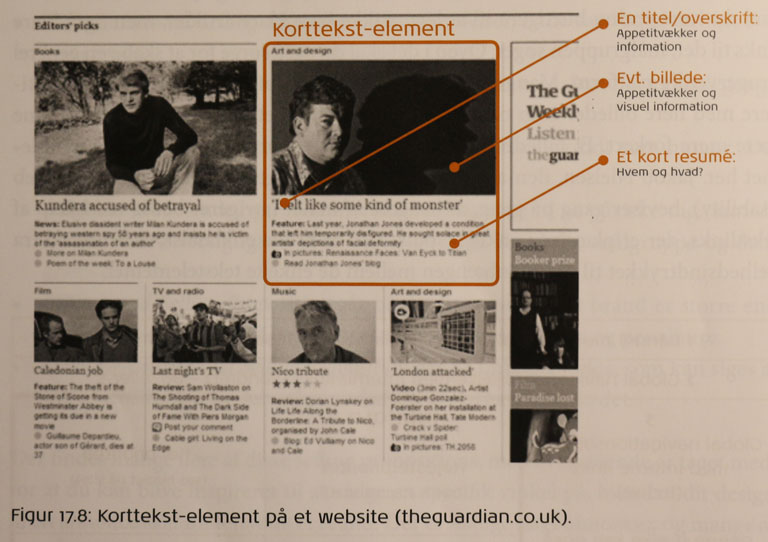 Editors' picks
Korttekst-element
Books
Kundera accused of betrayal
News: Elusive dissident writer Milan Kundera is accused of
betraying western spy 58 years ago and insists he is victim
of the 'assassination of an author'
More on Milan Kundera
Poem of the week: To a Louse
Art and design
'I felt like some kind of monster'
Feature: Last year, Jonathan Jones developed a condition
that left him temporarily disfigured. He sought solace in great
artists' depictions of facial deformity
In pictures: Renaissance Faces: Van Eyck to Titian
Read Jonathan Jones' blog
En titel/overskrift:
Appetitvækker og
information
Evt. billede:
Appetitvækker og
visuel information
Et kort resumé:
Hvem og hvad?
The Gu
Weekl
Listen
theguar
Books
Booker prize
Film
Paradise lost
Film
Caledonian job
Feature: The theft of the
Stone of Scone from
Westminster Abbey is
getting its due in a new
movie
Guillaume Depardieu,
actor son of Gérard, dies at
37
TV and radio
Last night's TV
Review: Sam Wollaston on
The Shooting of Thomas
Hurndall and The Dark Side
of Fame With Piers Morgan
Post your comment
Cable girl: Living on the
Edge
Music
Nico tribute
Review: Dorian Lynskey on
Life Life Along the
Borderline: A Tribute to Nico,
organised by John Cale
Blog: Ed Vulliamy on Nico
and Cale
Art and design
'London attacked'
Video (3min 22sec), Artist
Dominique Gonzalez-
Foerster on her installation at
the Turbine Hall, Tate Modern
Crack v Spider:
Turbine Hall poll
In pictures: TH.2058
Figur 17.8: Korttekst-element på et website (theguardian.co.uk).